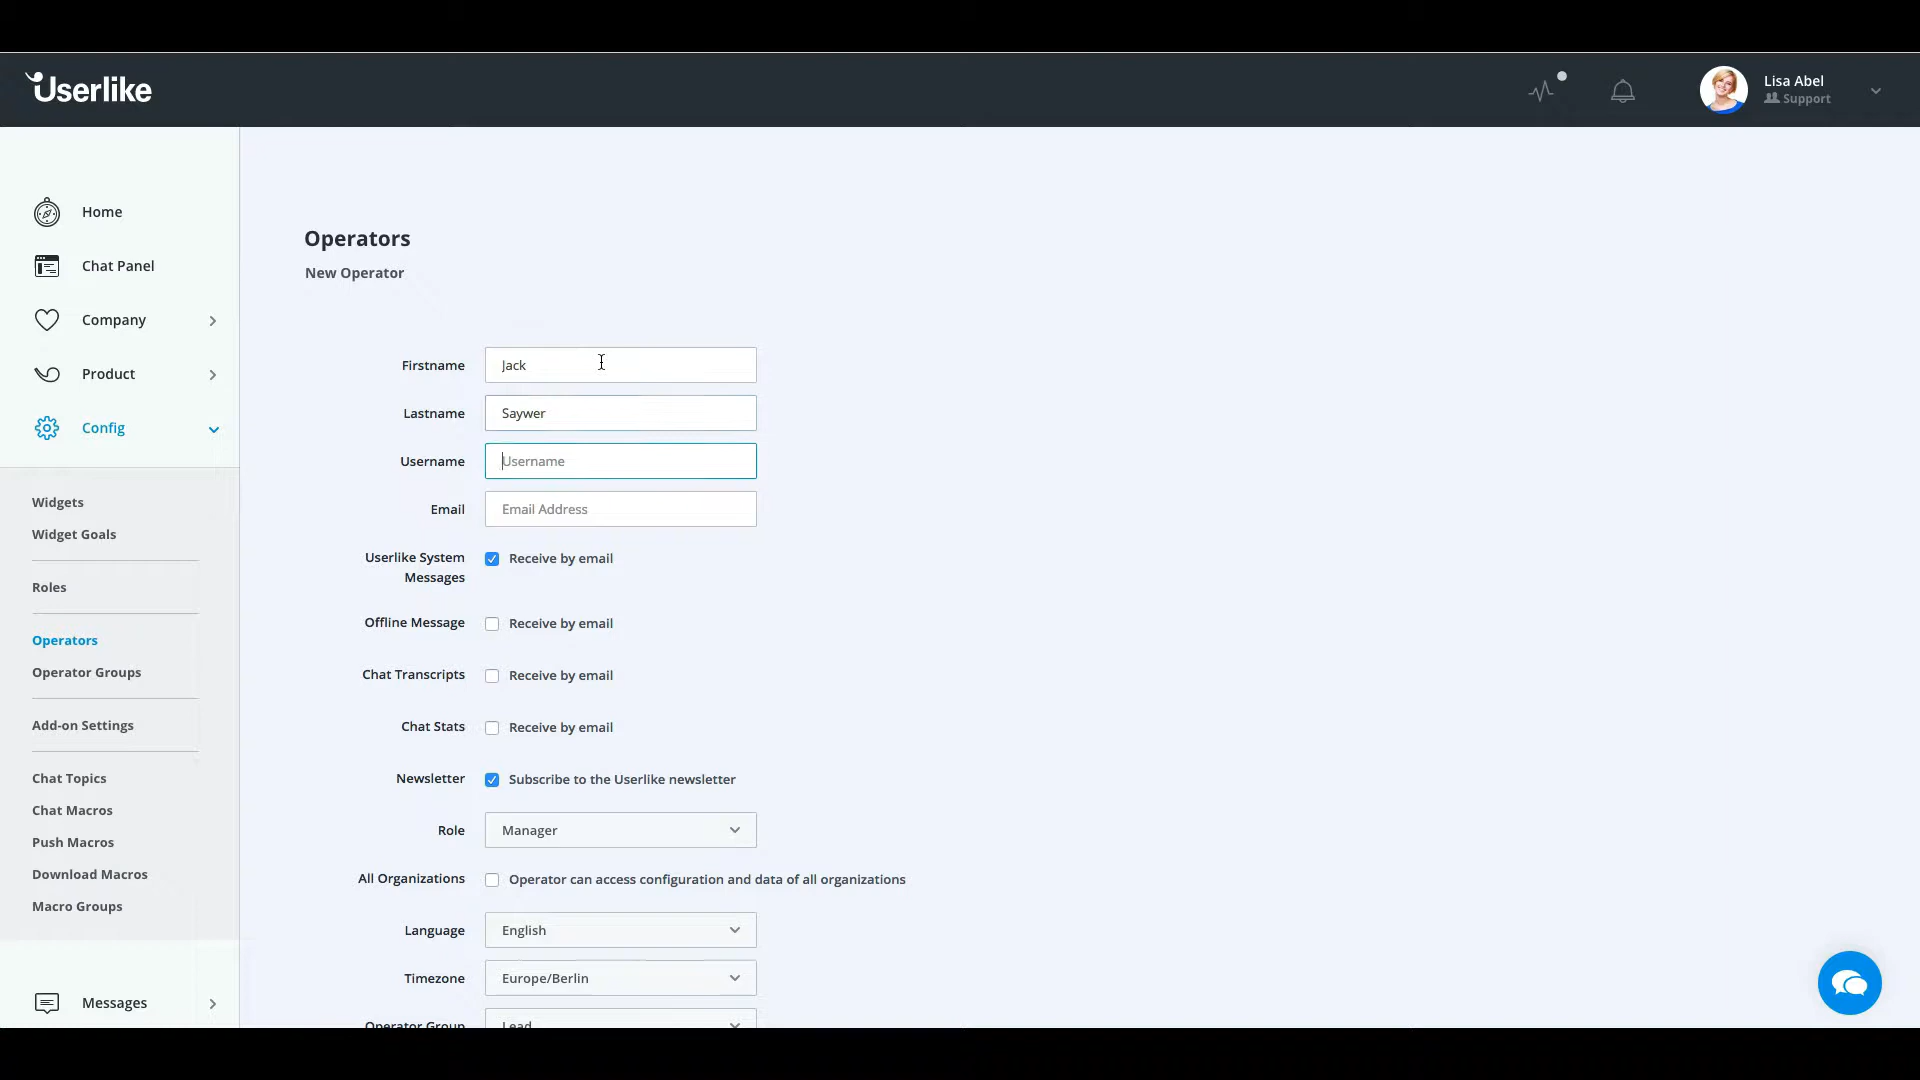 Userlike
Lisa Abel
Support
Home
Chat Panel
Company
Product
Config
Widgets
Widget Goals
Roles
Operators
Operator Groups
Add-on Settings
Chat Topics
Chat Macros
Push Macros
Download Macros
Macro Groups
Messages
Operators
New Operator
Firstname Jack
Lastname Saywer
Username Username
Email Email Address
Userlike System
Messages
Receive by email
Offline Message Receive by email
Chat Transcripts Receive by email
Chat Stats Receive by email
Newsletter Subscribe to the Userlike newsletter
Role Manager
All Organizations Operator can access configuration and data of all organizations
Language English
Timezone Europe/Berlin
Operator Group Lead